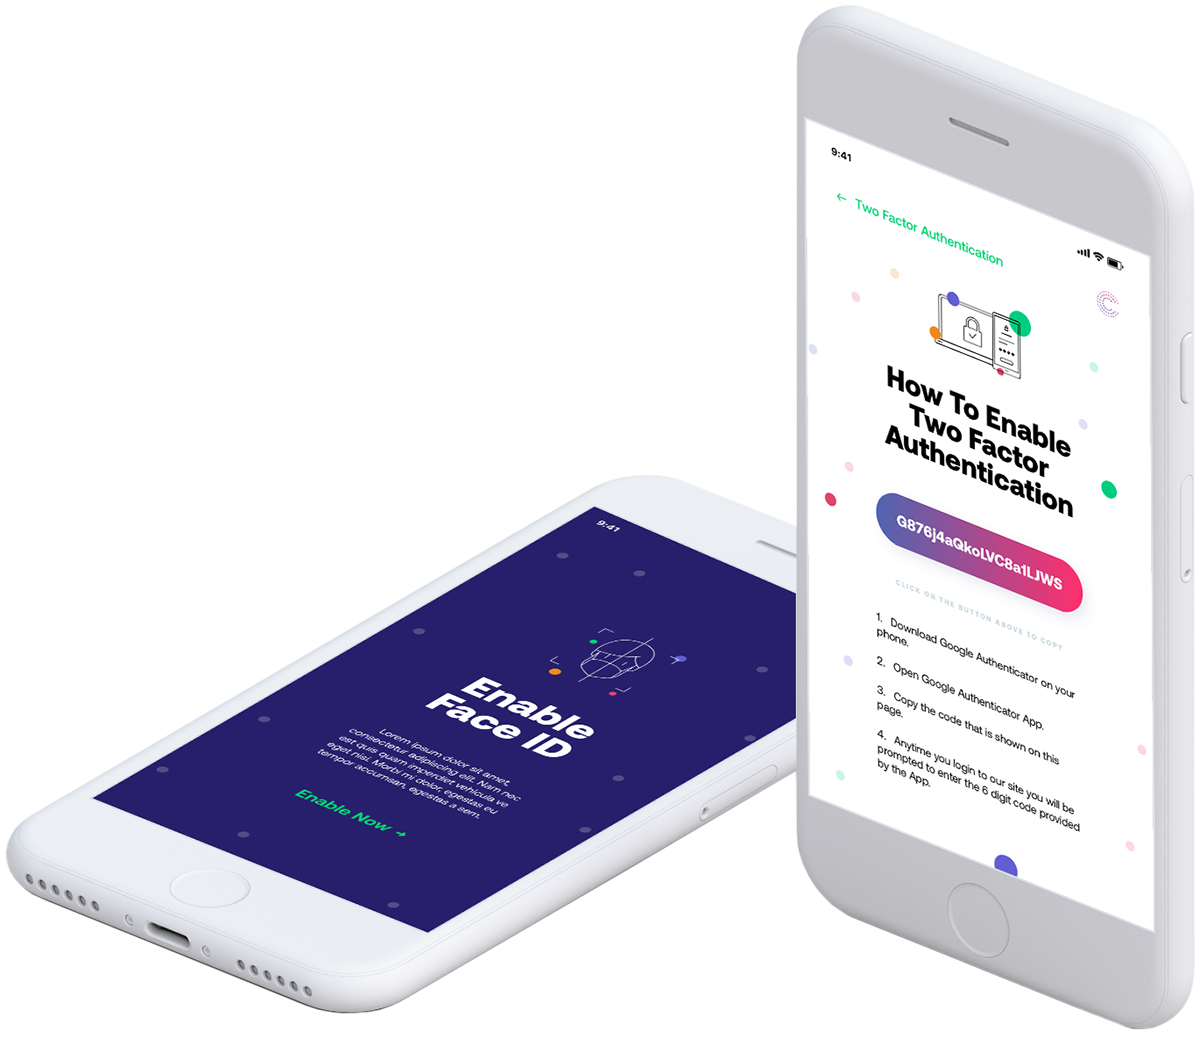 9:41
← Two Factor Authentication
How To Enable
Two Factor
Authentication
G876j4aQkoLVC8a1LJWS
CLICK ON THE BUTTON ABOVE TO COPY
1. Download Google Authenticator on your
phone.
2. Open Google Authenticator App.
3. Copy the code that is shown on this
page.
4. Anytime you login to our site you will be
prompted to enter the 6 digit code provided
by the App.
9:41
Enable
Face ID
Lorem ipsum dolor sit amet,
consectetur adipiscing elit. Nam nec
est quis quam imperdiet vehicula ve
eget nisi. Morbi mi dolor, egestas eu
tempor accumsan, egestas a sem.
Enable Now →